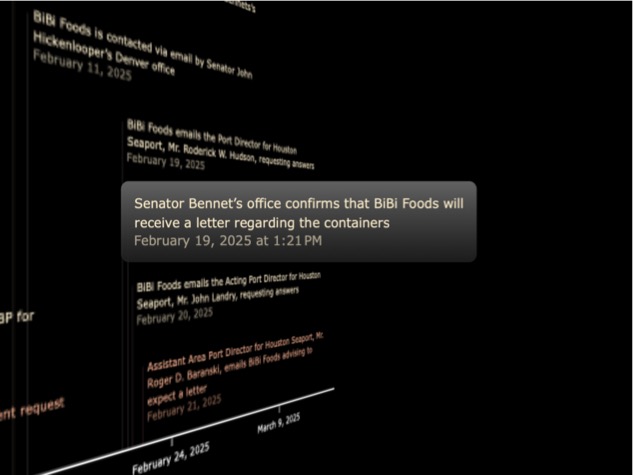 BiBi Foods is contacted via email by Senator John
Hickenlooper's Denver office
February 11, 2025
BiBi Foods emails the Port Director for Houston
Seaport, Mr. Roderick W. Hudson, requesting answers
February 19, 2025
Senator Bennet’s office confirms that BiBi Foods will
receive a letter regarding the containers
February 19, 2025 at 1:21 PM
BiBi Foods emails the Acting Port Director for Houston
Seaport, Mr. John Landry, requesting answers
February 20, 2025
BP for
Assistant Area Port Director for Houston Seaport, Mr.
Roger D. Baranski, emails BiBi Foods advising to
expect a letter
February 21, 2025
ent request
March 9, 2025
February 24, 2025